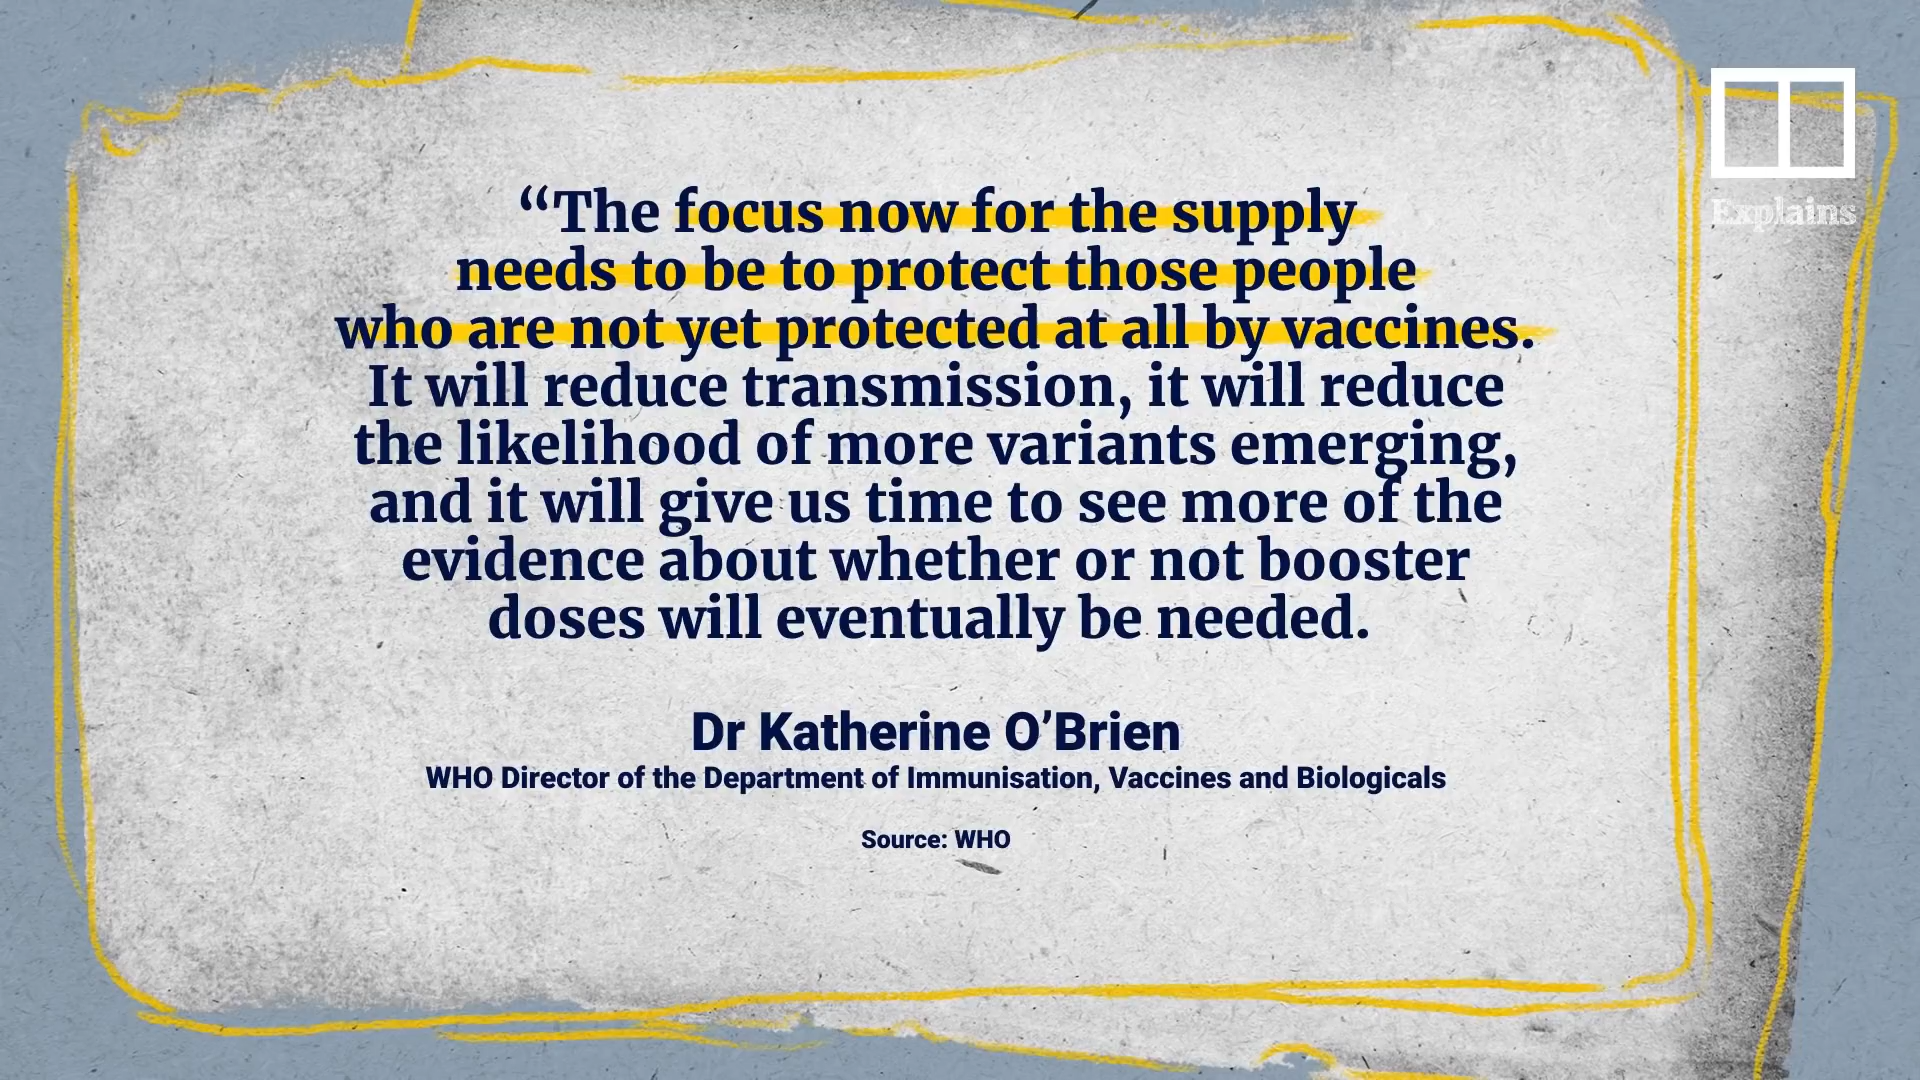 “The focus now for the supply
needs to be to protect those people
who are not yet protected at all by vaccines.
It will reduce transmission, it will reduce
the likelihood of more variants emerging,
and it will give us time to see more of the
evidence about whether or not booster
doses will eventually be needed.
Dr Katherine O’Brien
WHO Director of the Department of Immunisation, Vaccines and Biologicals
Source: WHO
Explains